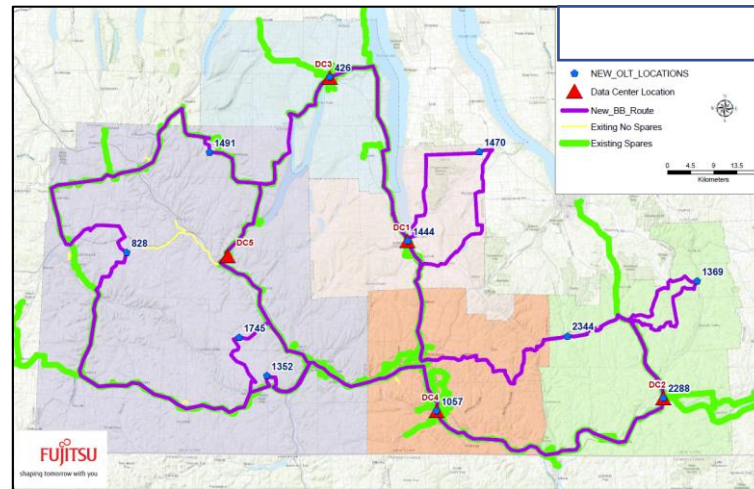 DC3
426
NEW_OLT_LOCATIONS
Data Center Location
New_BB_Route
Exiting No Spares
Existing Spares
0 4.5 9 13.5
Kilometers
1491
1470
DC1
1444
828
DC5
1369
1745
2344
1352
DC2
2288
DC4
1057
FUJITSU
shaping tomorrow with you